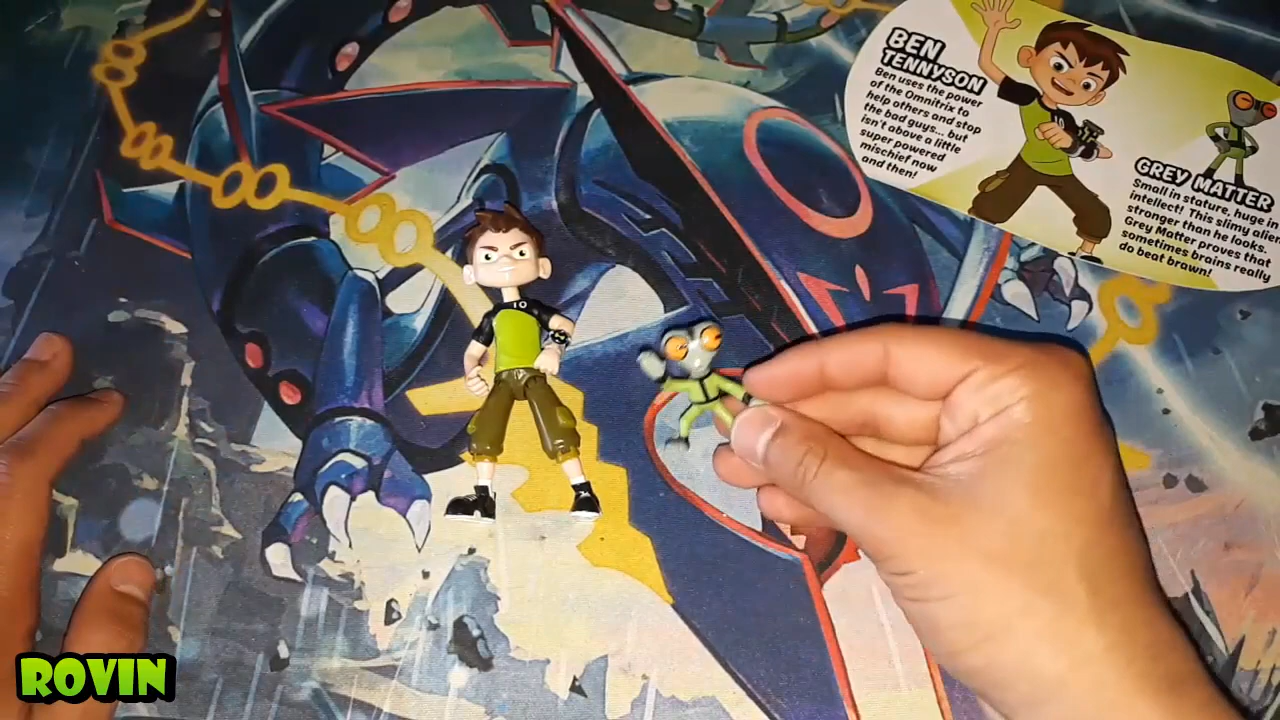 BEN
TENNYSON
Ben uses the power
of the Omnitrix to
help others and stop
the bad guys... but
isn't above a little
super powered
mischief now
and then!
GREY MATTER
Small in stature, huge in
intellect! This slimy alien
stronger than he looks.
Grey Matter proves that
sometimes brains really
do beat brawn!
10
ROVIN